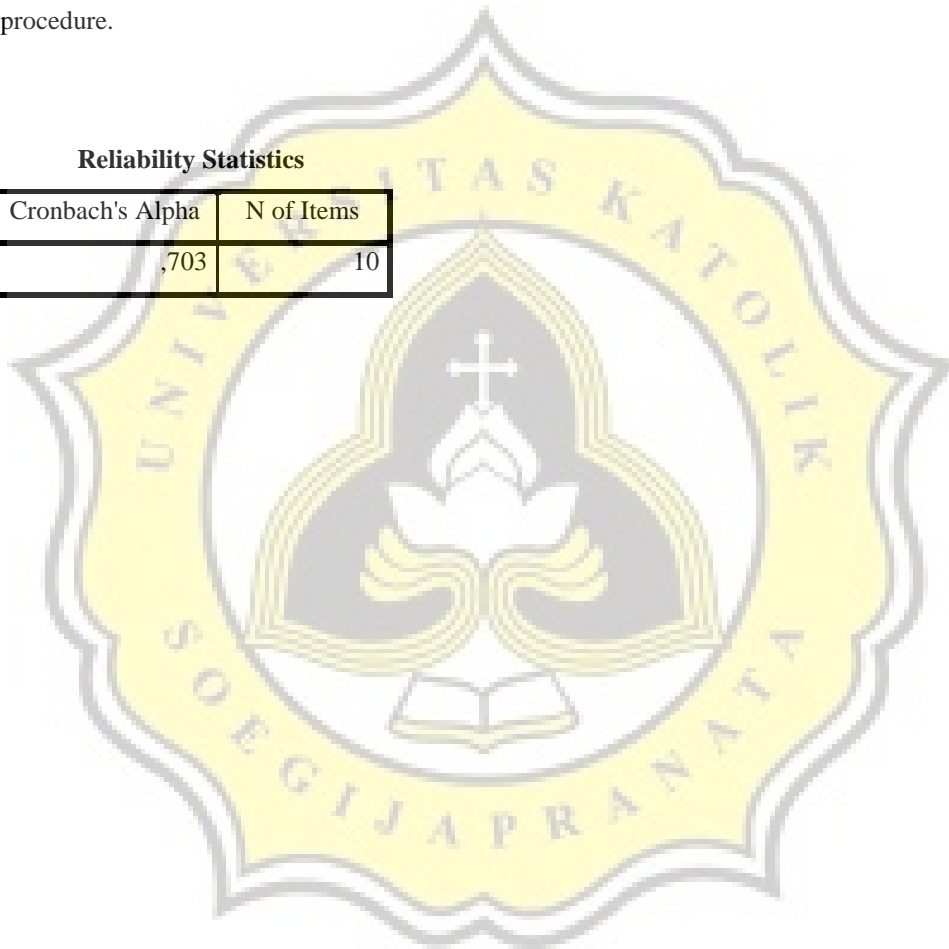 procedure.
Reliability Statistics
Cronbach's Alpha N of Items
,703 10
UNIVERSITAS KATOLIK
SOEGIJAPRANATA